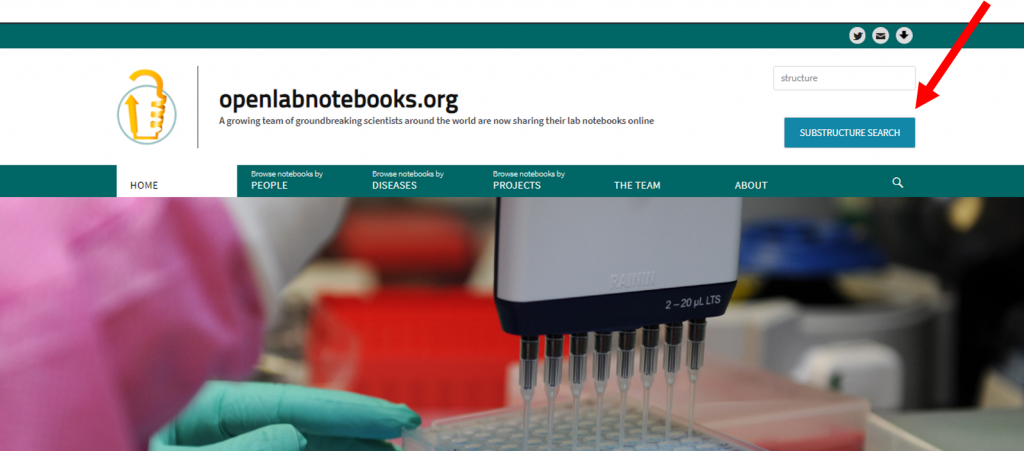 structure
openlabnotebooks.org
A growing team of groundbreaking scientists around the world are now sharing their lab notebooks online
SUBSTRUCTURE SEARCH
HOME
Browse notebooks by
PEOPLE
Browse notebooks by
DISEASES
Browse notebooks by
PROJECTS
THE TEAM
ABOUT
RAININ
2 – 20 µL LTS